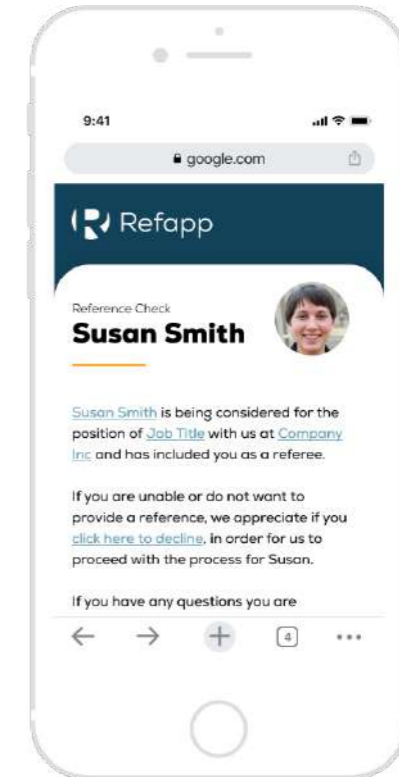 9:41
google.com
Refapp
Reference Check
Susan Smith
Susan Smith is being considered for the
position of Job Title with us at Company
Inc and has included you as a referee.
If you are unable or do not want to
provide a reference, we appreciate if you
click here to decline, in order for us to
proceed with the process for Susan.
If you have any questions you are
4